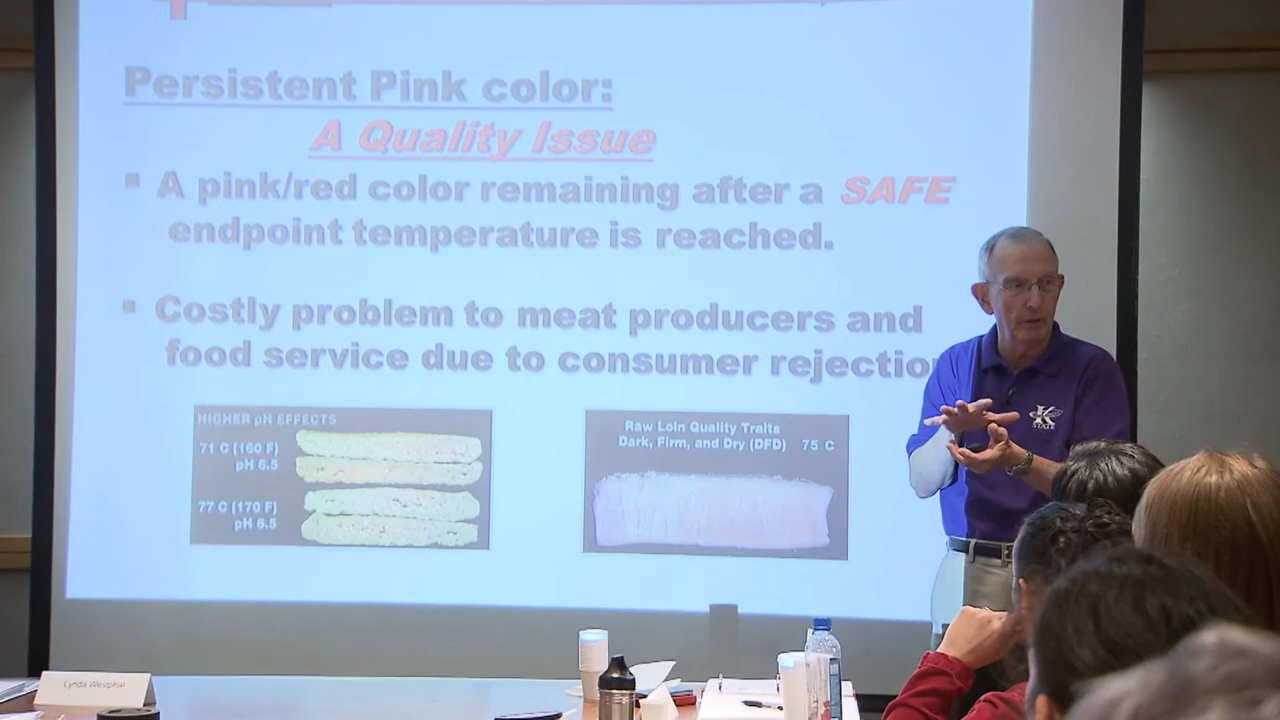 Persistent Pink color:
A Quality Issue
▪ A pink/red color remaining after a SAFE
endpoint temperature is reached.
▪ Costly problem to meat producers and
food service due to consumer rejection
HIGHER pH EFFECTS
71 C (160 F)
pH 6.5
77 C (170 F)
pH 6.5
Raw Loin Quality Traits
Dark, Firm, and Dry (DFD) 75 C
K
STATE
Lynda Westphal